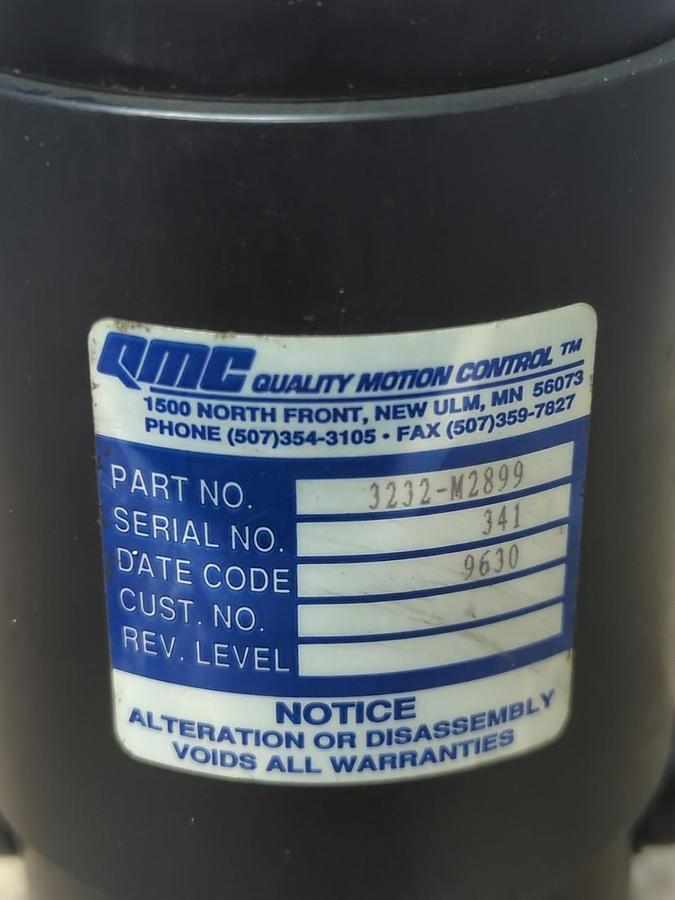 QMC QUALITY MOTION CONTROL ™
1500 NORTH FRONT, NEW ULM, MN 56073
PHONE (507)354-3105 • FAX (507)359-7827
PART NO. 3232-M2899
SERIAL NO. 341
DATE CODE 9630
CUST. NO.
REV. LEVEL
NOTICE
ALTERATION OR DISASSEMBLY
VOIDS ALL WARRANTIES